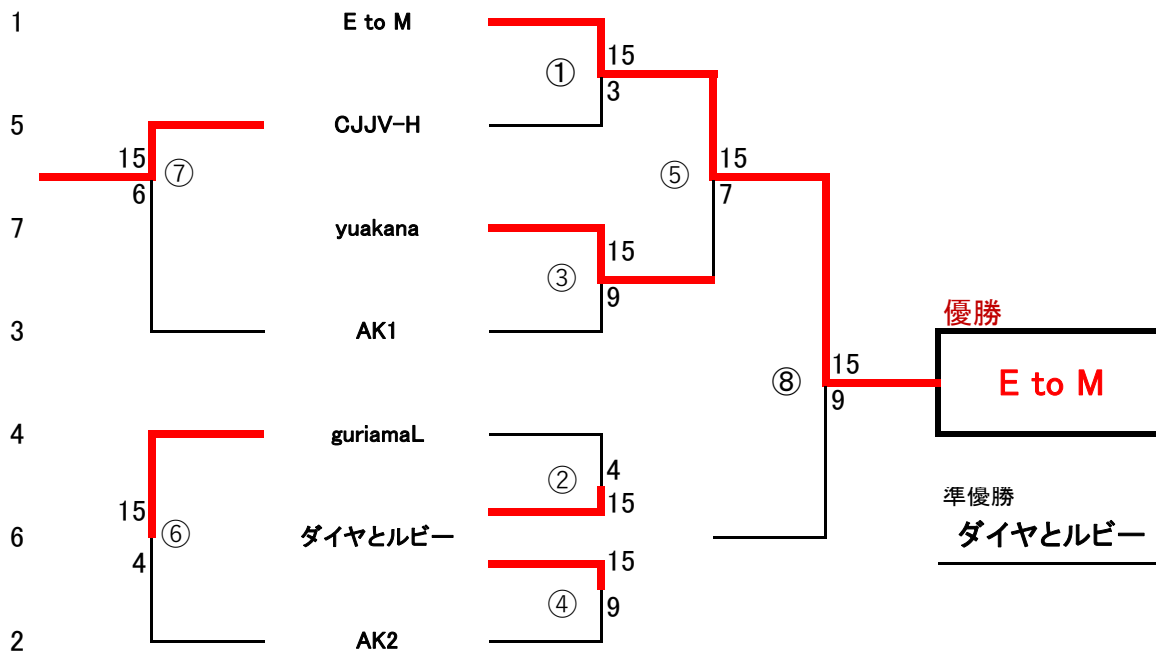 1 E to M
15
①
3
5 CJJV-H
15 ⑦ 6
⑤ 15
7
7 yuakana
15
③
9
3 AK1
優勝
E to M
⑧ 15
9
4 guriamaL
② 4
15
準優勝
15 ⑥ 4
6 ダイヤとルビー
ダイヤとルビー
15
④ 9
2 AK2